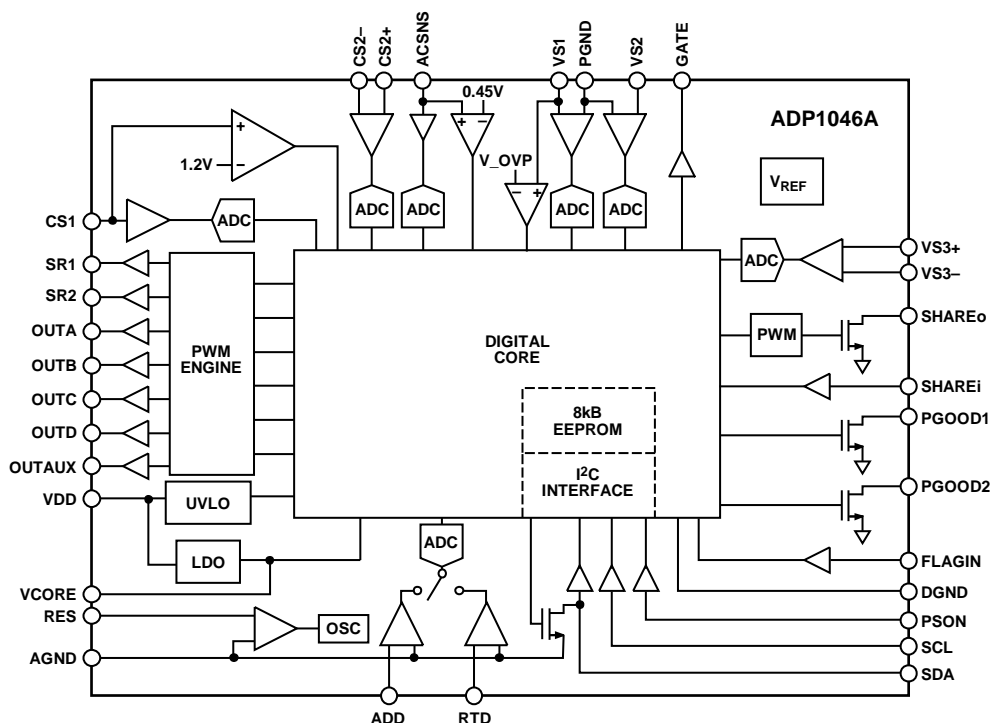 CS2– CS2+ ACSNS VS1 PGND VS2 GATE
0.45V
+ –
ADP1046A
+
1.2V –
V_OVP
– +
VREF
ADC ADC ADC ADC
CS1
ADC
VS3+
ADC
VS3–
SR1
SR2
SHAREo
OUTA
PWM
DIGITAL
CORE
PWM
ENGINE
OUTB
SHAREi
OUTC
8kB
EEPROM
PGOOD1
OUTD
OUTAUX
I2C
INTERFACE
PGOOD2
VDD
UVLO
ADC
LDO
FLAGIN
VCORE
DGND
RES
OSC
PSON
SCL
AGND
SDA
ADD RTD